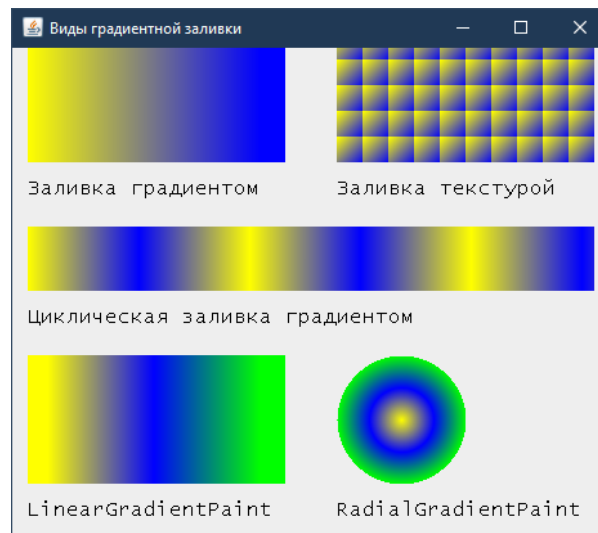 Виды градиентной заливки
Заливка градиентом
Заливка текстурой
Циклическая заливка градиентом
LinearGradientPaint
RadialGradientPaint